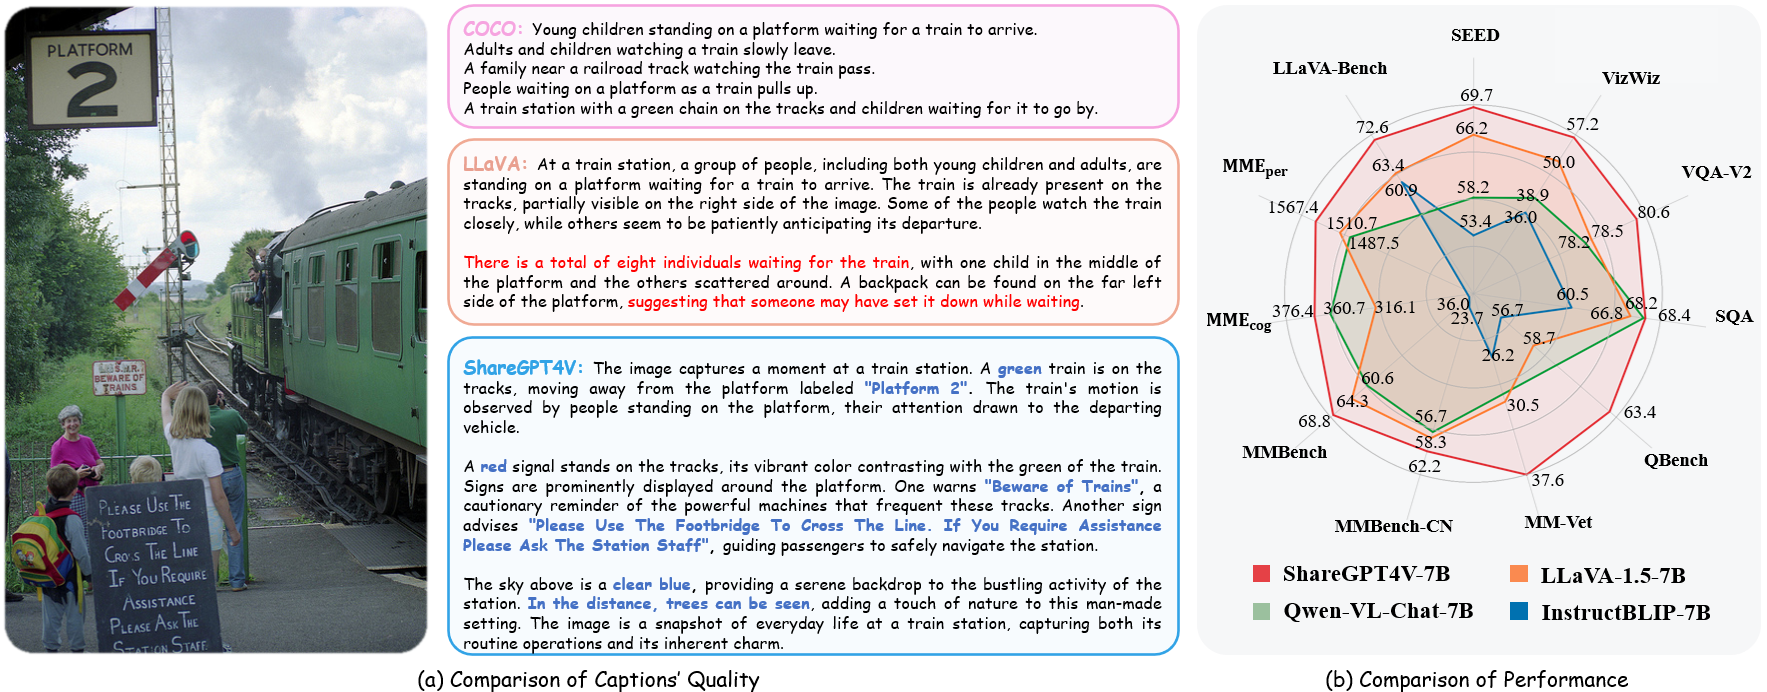 PLATFORM
2
L.& S.R.
BEWARE OF
TRAINS
PLEASE USE THE
FOOTBRIDGE TO
CROSS THE LINE
IF YOU REQUIRE
ASSISTANCE
PLEASE ASK THE
STATION STAFF
COCO: Young children standing on a platform waiting for a train to arrive.
Adults and children watching a train slowly leave.
A family near a railroad track watching the train pass.
People waiting on a platform as a train pulls up.
A train station with a green chain on the tracks and children waiting for it to go by.
LLaVA: At a train station, a group of people, including both young children and adults, are
standing on a platform waiting for a train to arrive. The train is already present on the
tracks, partially visible on the right side of the image. Some of the people watch the train
closely, while others seem to be patiently anticipating its departure.
There is a total of eight individuals waiting for the train, with one child in the middle of
the platform and the others scattered around. A backpack can be found on the far left
side of the platform, suggesting that someone may have set it down while waiting.
ShareGPT4V: The image captures a moment at a train station. A green train is on the
tracks, moving away from the platform labeled "Platform 2". The train's motion is
observed by people standing on the platform, their attention drawn to the departing
vehicle.
A red signal stands on the tracks, its vibrant color contrasting with the green of the train.
Signs are prominently displayed around the platform. One warns "Beware of Trains", a
cautionary reminder of the powerful machines that frequent these tracks. Another sign
advises "Please Use The Footbridge To Cross The Line. If You Require Assistance
Please Ask The Station Staff", guiding passengers to safely navigate the station.
The sky above is a clear blue, providing a serene backdrop to the bustling activity of the
station. In the distance, trees can be seen, adding a touch of nature to this man-made
setting. The image is a snapshot of everyday life at a train station, capturing both its
routine operations and its inherent charm.
(a) Comparison of Captions' Quality
SEED
LLaVA-Bench
VizWiz
69.7
72.6
66.2
57.2
MMEper
63.4
50.0
VQA-V2
60.9
58.2
38.9
1567.4
1510.7
53.4
36.0
78.5
80.6
1487.5
78.2
MMEcog
376.4
360.7
316.1
36.0
23.7
56.7
60.5
66.8
68.2
68.4
SQA
58.7
26.2
60.6
64.3
68.8
56.7
30.5
63.4
58.3
MMBench
62.2
37.6
QBench
MMBench-CN
MM-Vet
ShareGPT4V-7B
LLaVA-1.5-7B
Qwen-VL-Chat-7B
InstructBLIP-7B
(b) Comparison of Performance